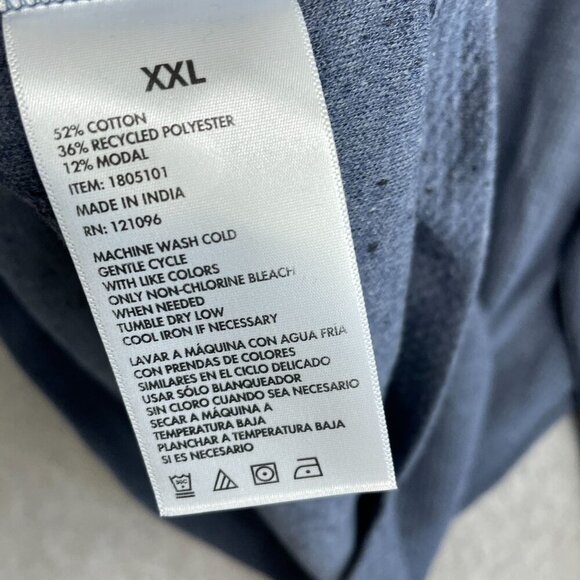 XXL
52% COTTON
36% RECYCLED POLYESTER
12% MODAL
ITEM: 1805101
MADE IN INDIA
RN: 121096
MACHINE WASH COLD
GENTLE CYCLE
WITH LIKE COLORS
ONLY NON-CHLORINE BLEACH
WHEN NEEDED
TUMBLE DRY LOW
COOL IRON IF NECESSARY
LAVAR A MÁQUINA CON AGUA FRIA
CON PRENDAS DE COLORES
SIMILARES EN EL CICLO DELICADO
USAR SÓLO BLANQUEADOR
SIN CLORO CUANDO SEA NECESARIO
SECAR A MÁQUINA A
TEMPERATURA BAJA
PLANCHAR A TEMPERATURA BAJA
SI ES NECESARIO